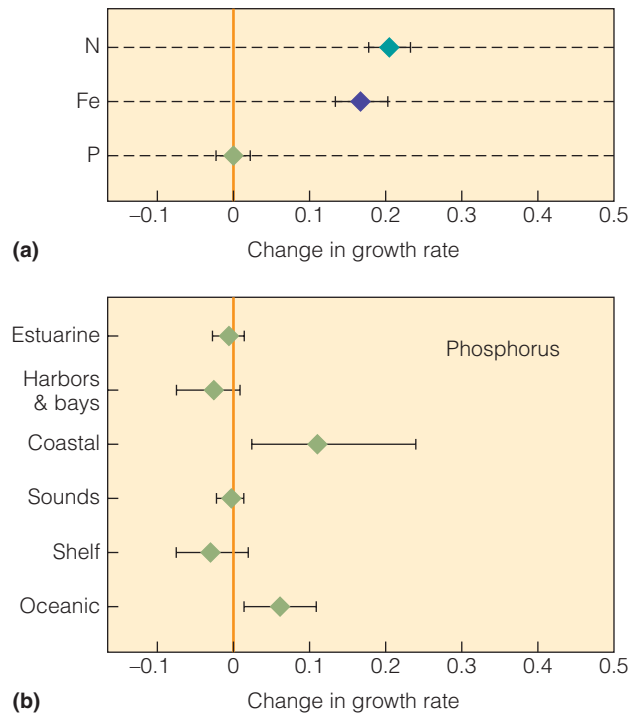 N
Fe
P
–0.1 0 0.1 0.2 0.3 0.4 0.5
(a) Change in growth rate
Estuarine
Phosphorus
Harbors
& bays
Coastal
Sounds
Shelf
Oceanic
–0.1 0 0.1 0.2 0.3 0.4 0.5
(b) Change in growth rate